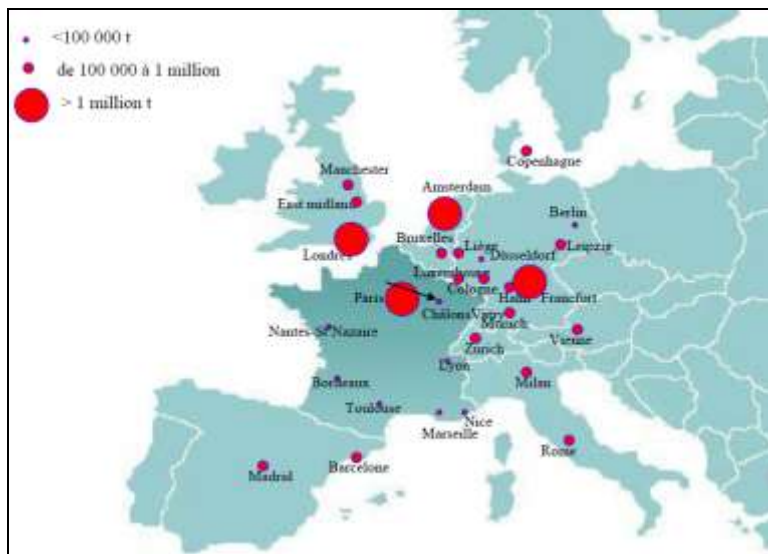 <100 000 t
de 100 000 à 1 million
> 1 million t
Copenhague
Manchester
Amsterdam
East midland
Berlin
Bruxelles
Liège
Leipzig
Londres
Düsseldorf
Luxembourg
Cologne
Paris
Hahn
Francfort
ChâlonsVatry
Munich
Nantes-St Nazaire
Vienne
Zurich
Lyon
Bordeaux
Milan
Toulouse
Marseille
Nice
Rome
Barcelone
Madrid